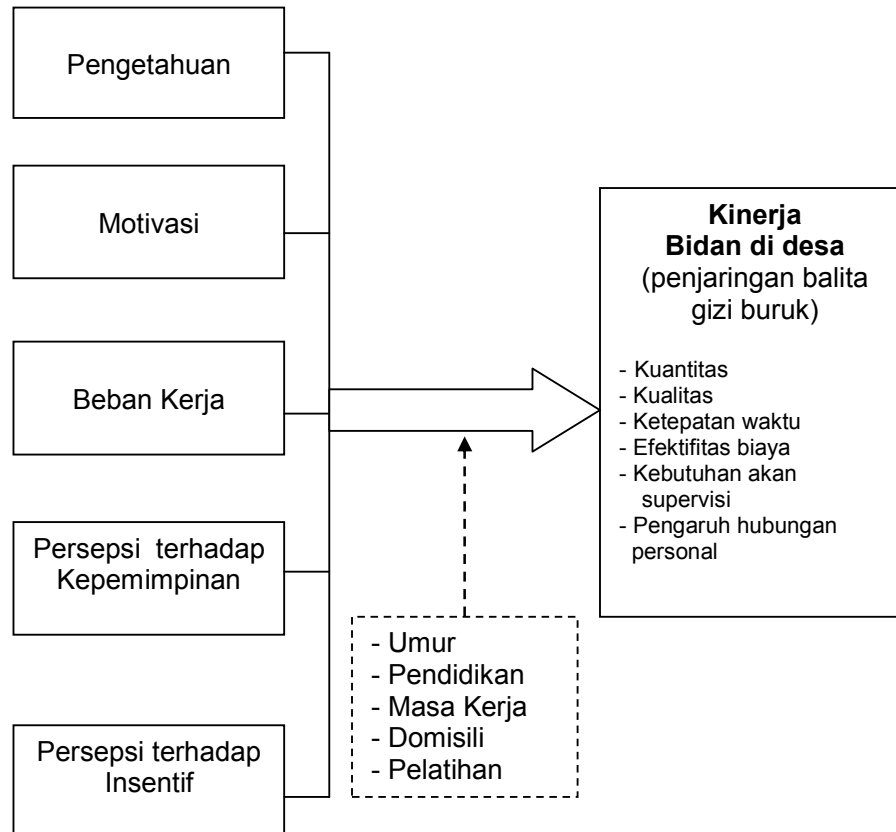 Pengetahuan
Motivasi
Beban Kerja
Persepsi terhadap
Kepemimpinan
Persepsi terhadap
Insentif
- Umur
- Pendidikan
- Masa Kerja
- Domisili
- Pelatihan
Kinerja
Bidan di desa
(penjaringan balita
gizi buruk)
- Kuantitas
- Kualitas
- Ketepatan waktu
- Efektifitas biaya
- Kebutuhan akan
supervisi
- Pengaruh hubungan
personal